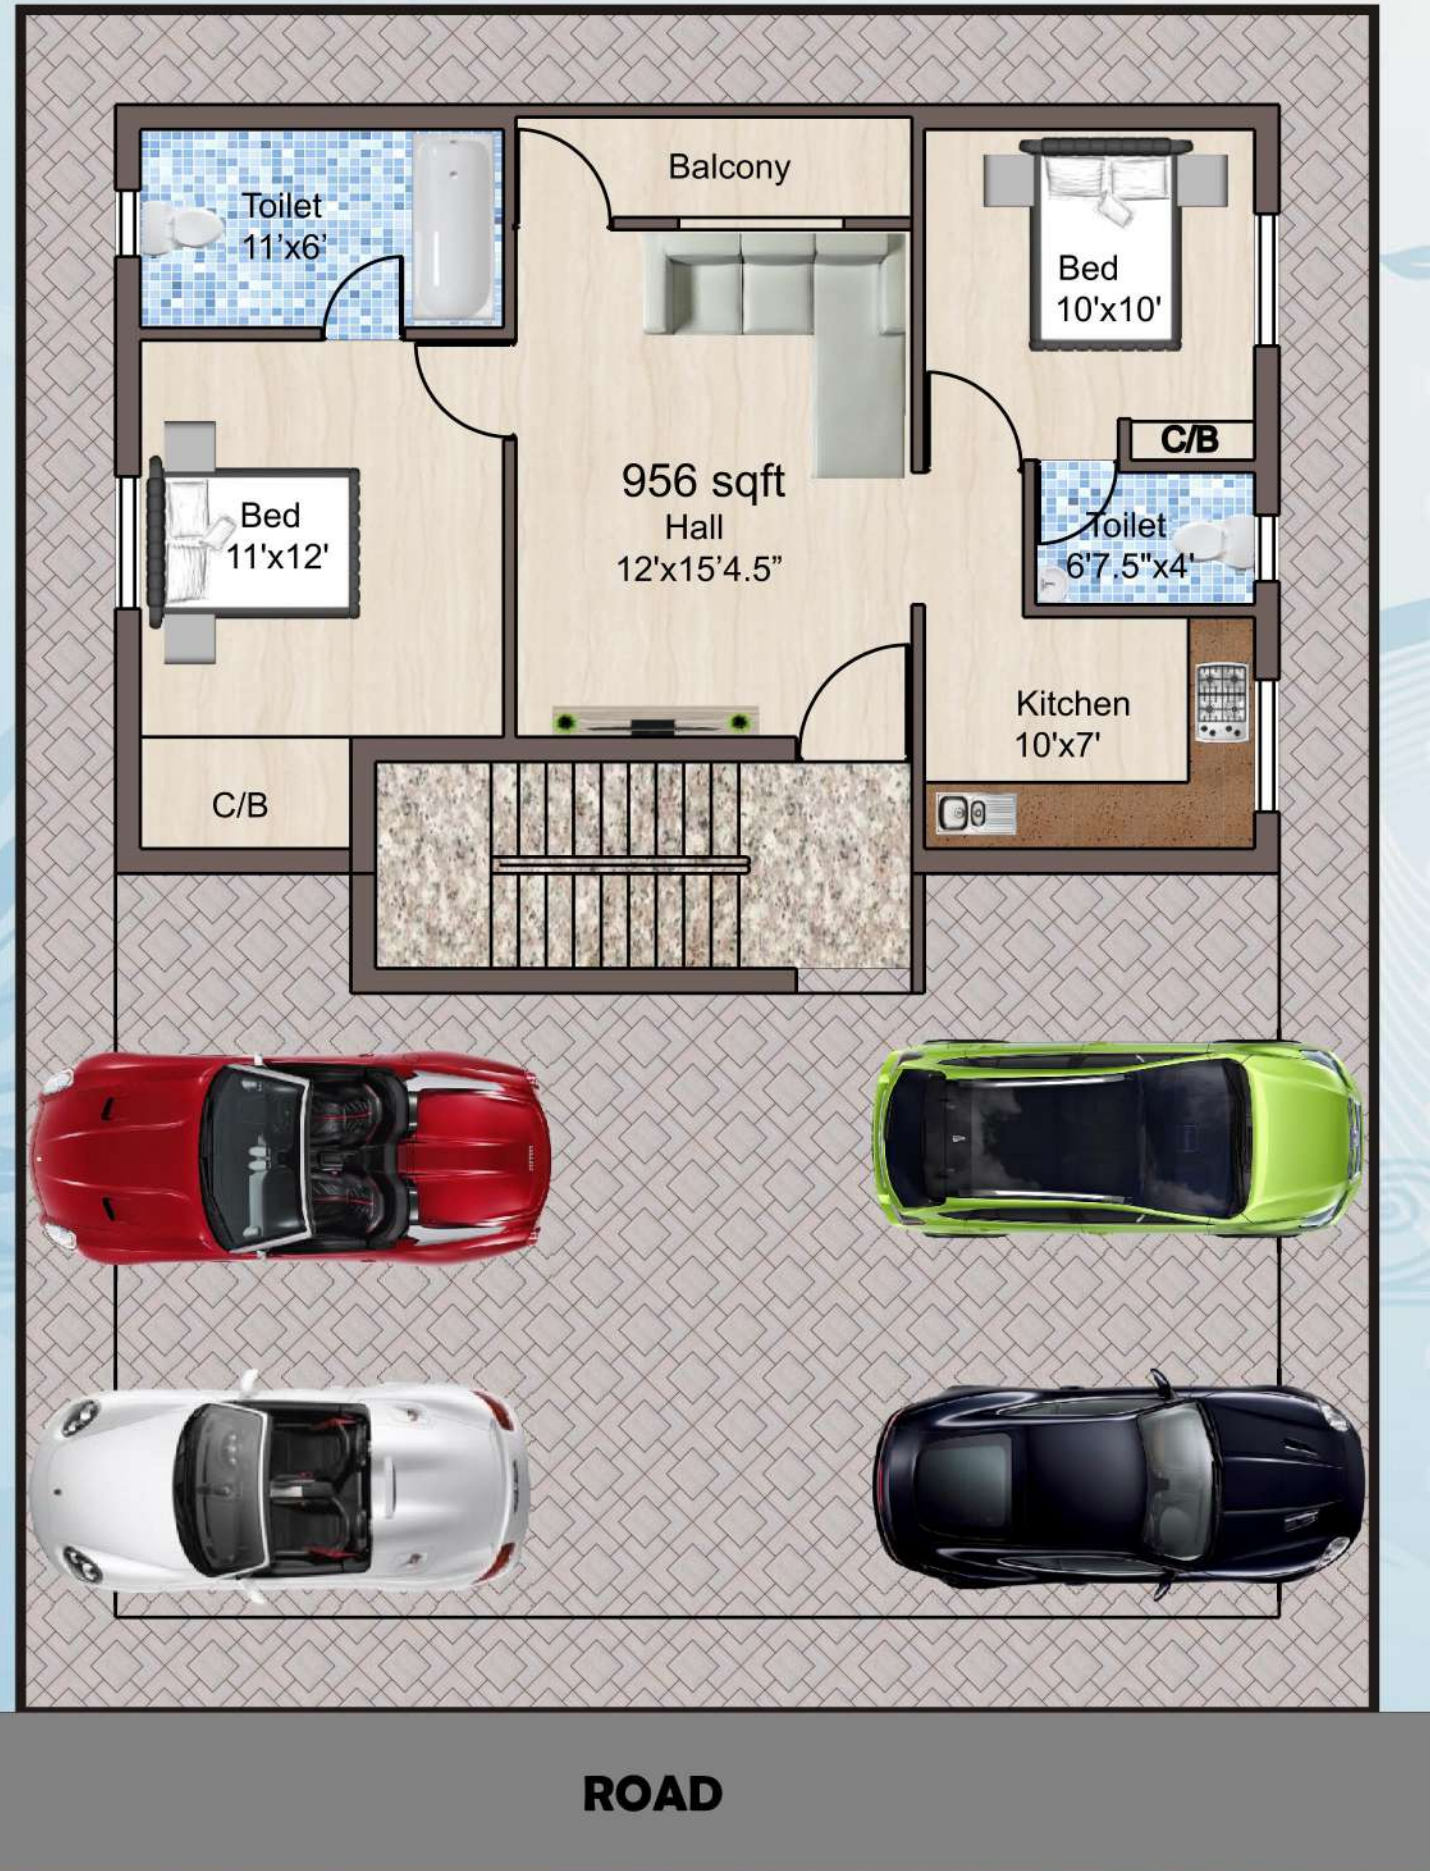 Balcony
Toilet
11’x6’
Bed
10'x10'
C/B
956 sqft
Hall
12'x15’4.5”
Bed
11'x12'
Toilet
6'7.5"x4'
Kitchen
10'x7'
C/B
ROAD